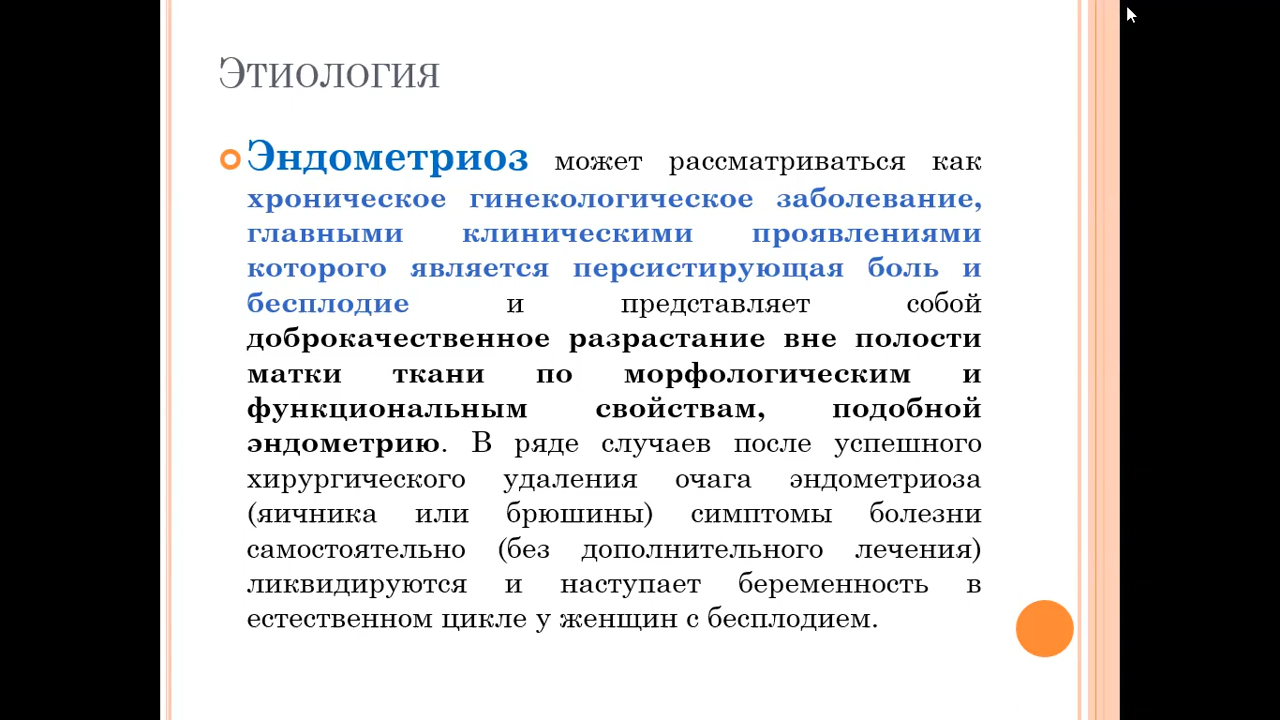 Этиология
Эндометриоз может рассматриваться как
хроническое гинекологическое заболевание,
главными клиническими проявлениями
которого является персистирующая боль и
бесплодие и представляет собой
доброкачественное разрастание вне полости
матки ткани по морфологическим и
функциональным свойствам, подобной
эндометрию. В ряде случаев после успешного
хирургического удаления очага эндометриоза
(яичника или брюшины) симптомы болезни
самостоятельно (без дополнительного лечения)
ликвидируются и наступает беременность в
естественном цикле у женщин с бесплодием.